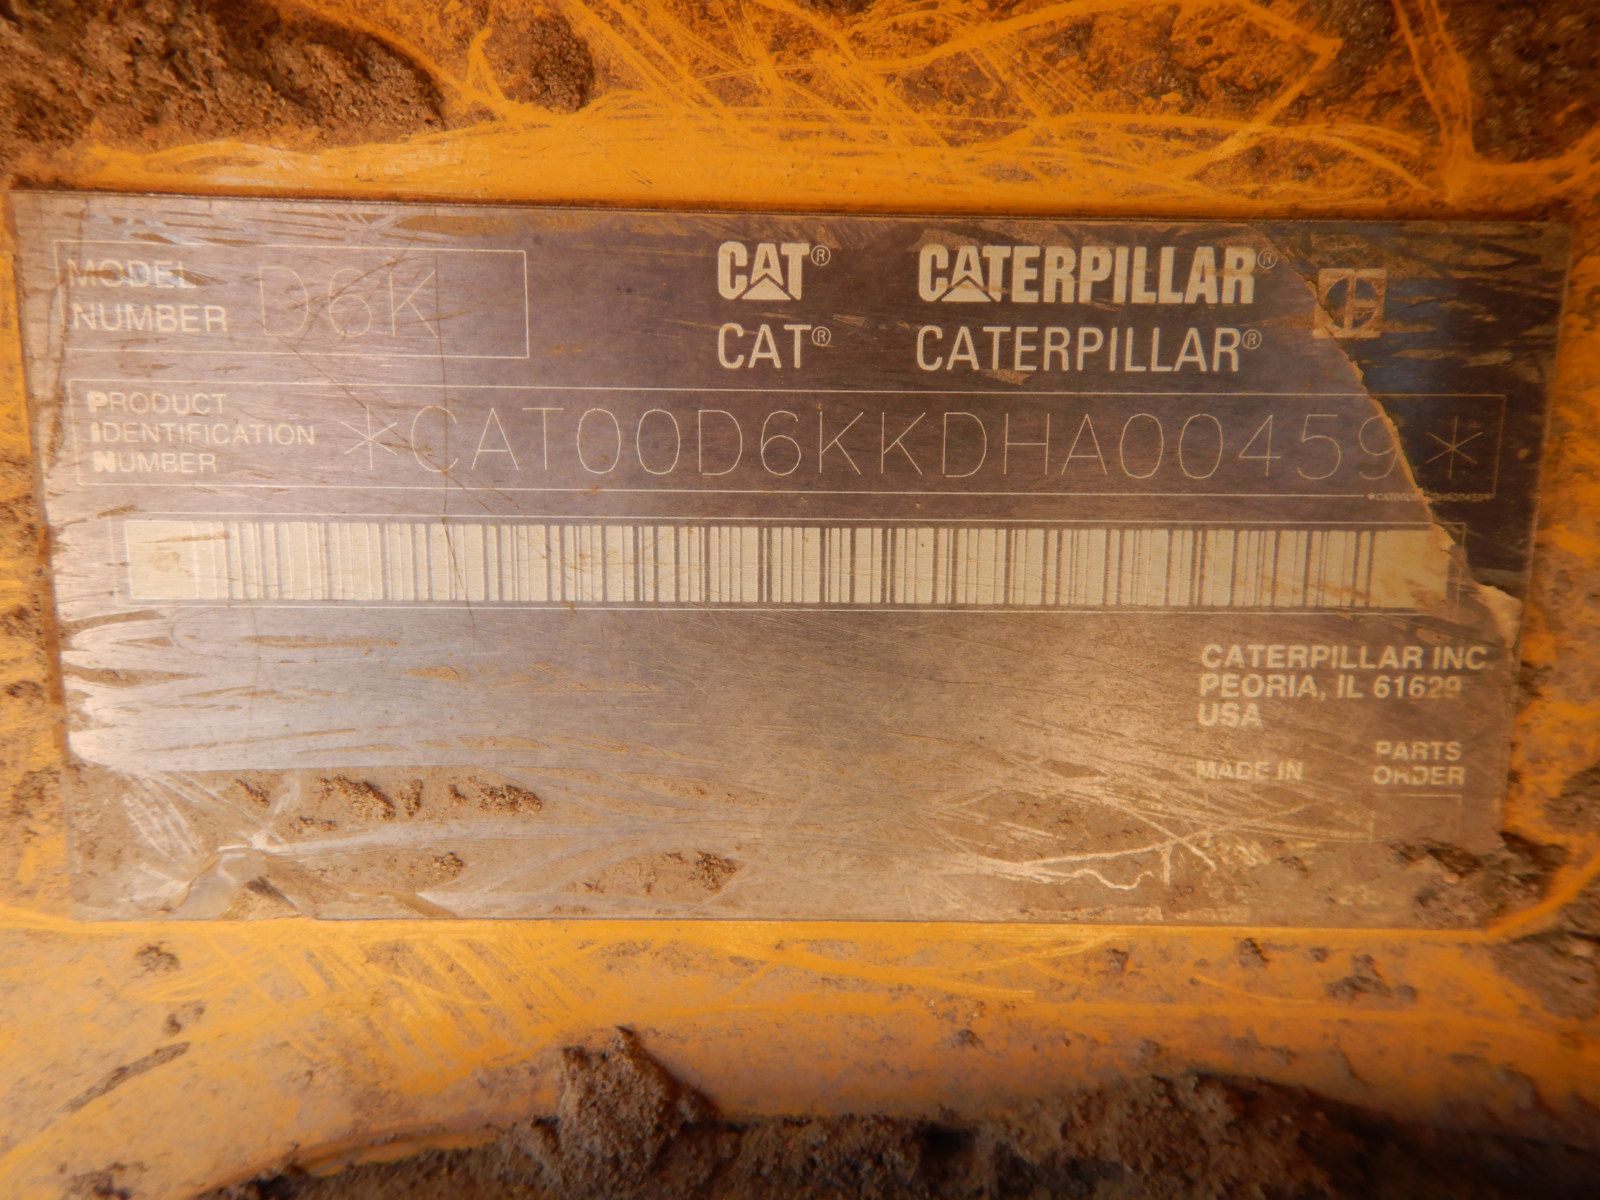 MODEL
NUMBER D6K
CAT® CATERPILLAR®
CAT® CATERPILLAR®
PRODUCT
IDENTIFICATION
NUMBER
*CAT00D6KKDHA00459*
CATERPILLAR INC
PEORIA, IL 61629
USA
MADE IN
PARTS
ORDER